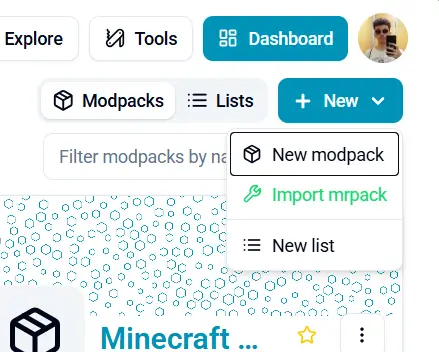 Explore Tools Dashboard
Modpacks Lists New
Filter modpacks by na
New modpack
Import mrpack
New list
Minecraft ...